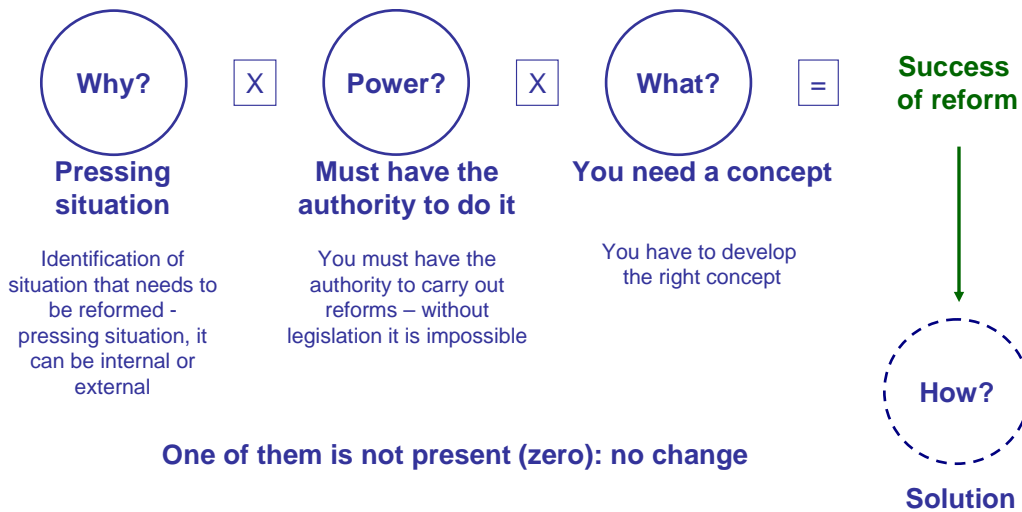 Why?
X
Power?
X
What?
=
Success
of reform
Pressing
situation
Must have the
authority to do it
You need a concept
Identification of
situation that needs to
be reformed -
pressing situation, it
can be internal or
external
You must have the
authority to carry out
reforms – without
legislation it is impossible
You have to develop
the right concept
How?
One of them is not present (zero): no change
Solution